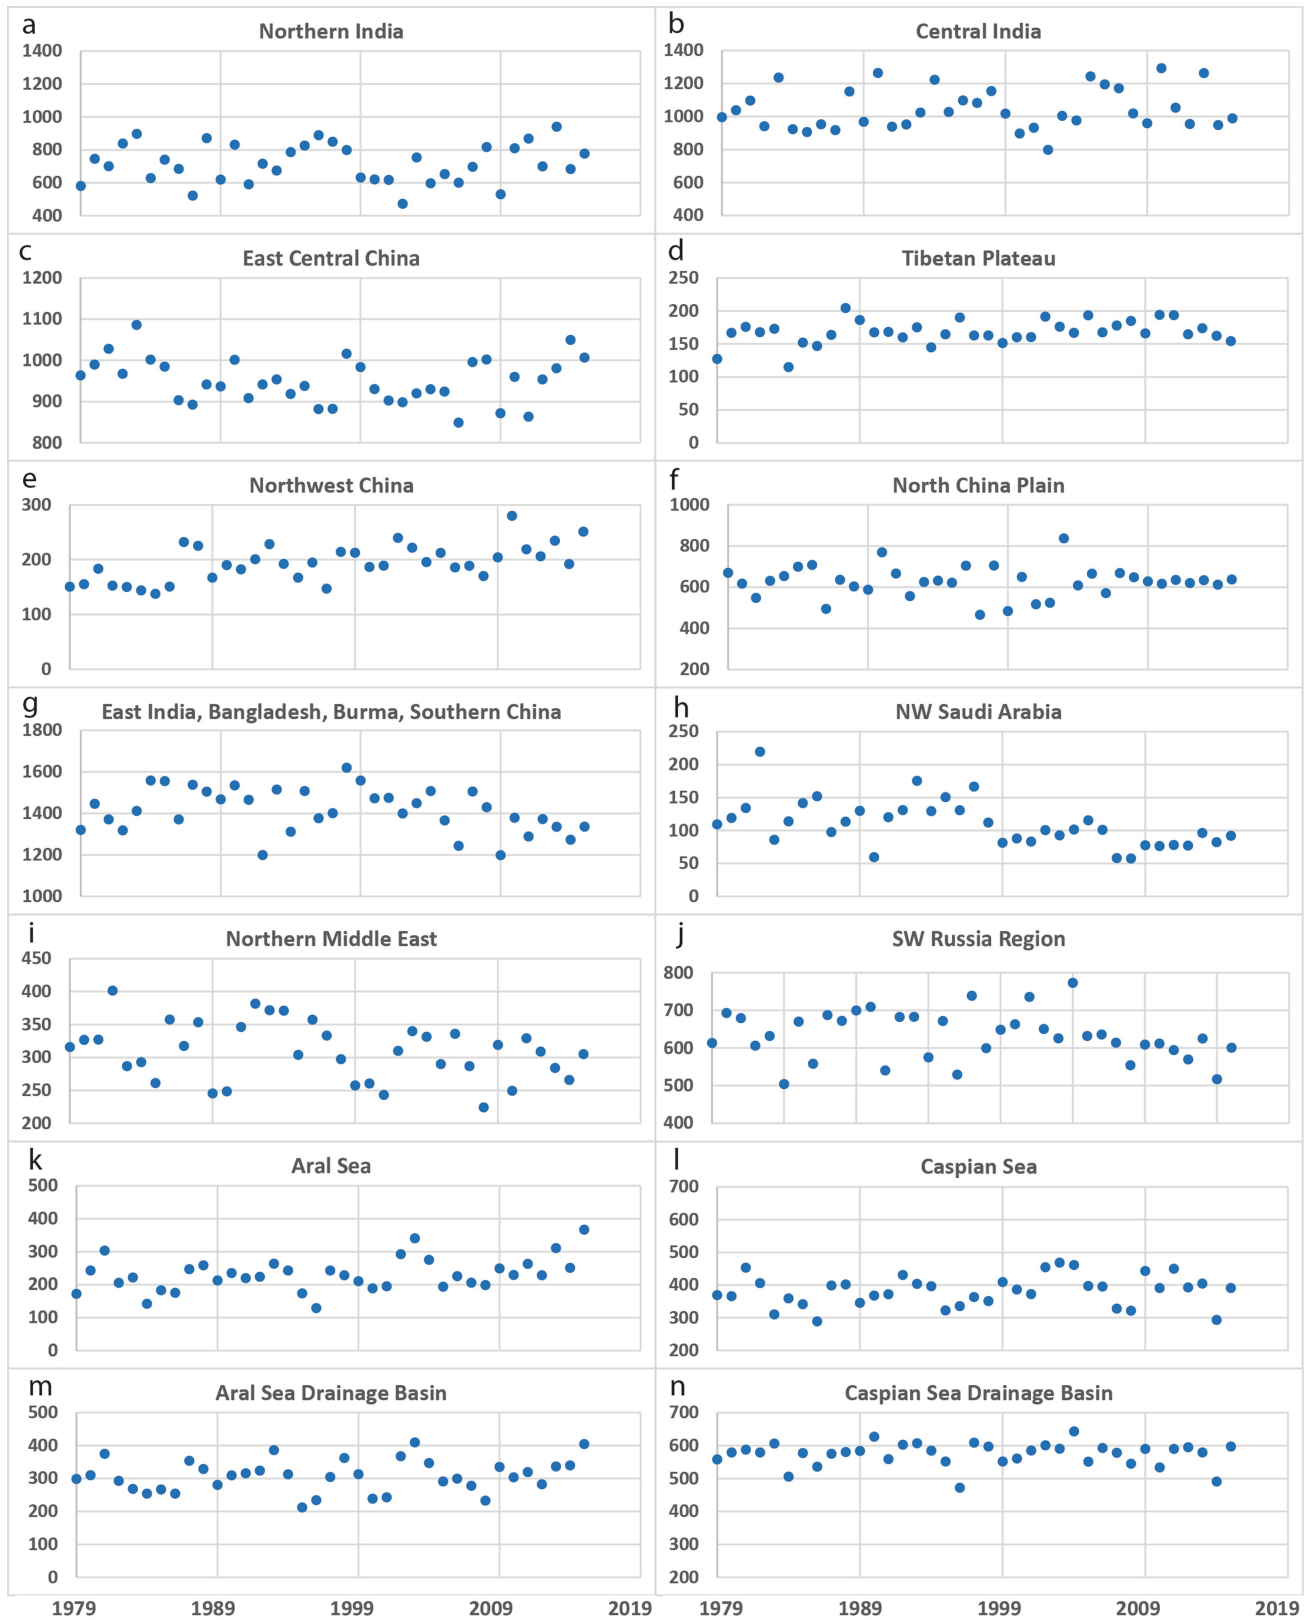 a
Northern India
1400
1200
1000
800
600
400
b
Central India
1400
1200
1000
800
600
400
c
East Central China
1200
1100
1000
900
800
d
Tibetan Plateau
250
200
150
100
50
0
e
Northwest China
300
200
100
0
f
North China Plain
1000
800
600
400
200
g
East India, Bangladesh, Burma, Southern China
1800
1600
1400
1200
1000
h
NW Saudi Arabia
250
200
150
100
50
0
i
Northern Middle East
450
400
350
300
250
200
j
SW Russia Region
800
700
600
500
400
k
Aral Sea
500
400
300
200
100
0
l
Caspian Sea
700
600
500
400
300
200
m
Aral Sea Drainage Basin
500
400
300
200
100
0
1979 1989 1999 2009 2019
n
Caspian Sea Drainage Basin
700
600
500
400
300
200
1979 1989 1999 2009 2019